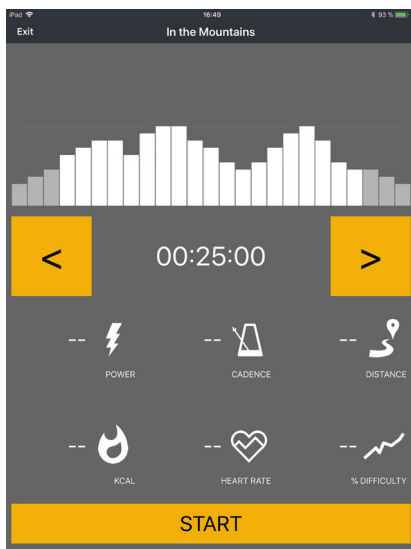 iPad 16:49 93 %
Exit In the Mountains
< 00:25:00 >
-- -- --
POWER CADENCE DISTANCE
-- -- --
KCAL HEART RATE % DIFFICULTY
START